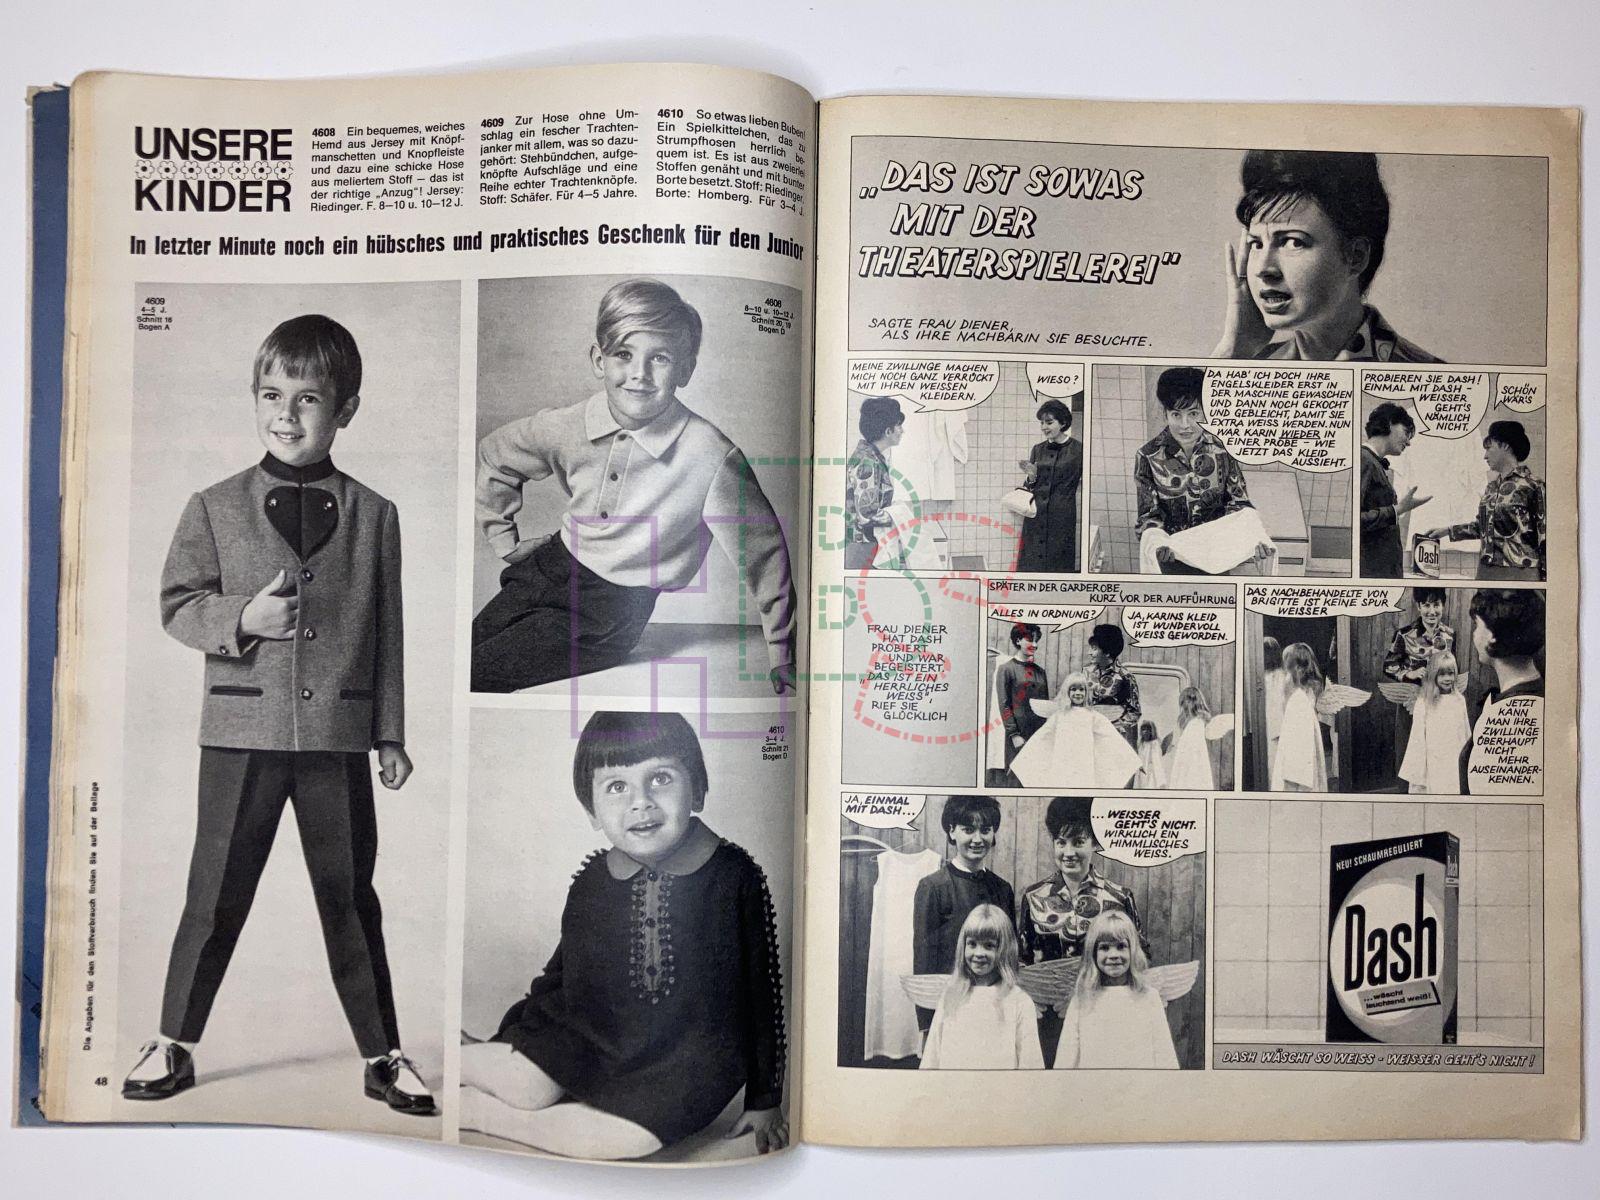 UNSERE
KINDER
4608 Ein bequemes, weiches
Hemd aus Jersey mit Knöpf-
manschetten und Knopfleiste
und dazu eine schicke Hose
aus meliertem Stoff – das ist
der richtige „Anzug“! Jersey:
Riedinger. F. 8–10 u. 10–12 J.
4609 Zur Hose ohne Um-
schlag ein fescher Trachten-
janker mit allem, was so dazu-
gehört: Stehbündchen, aufge-
knöpfte Aufschläge und eine
Reihe echter Trachtenknöpfe.
Stoff: Schäfer. Für 4–5 Jahre.
4610 So etwas lieben Buben!
Ein Spielkittelchen, das zu
Strumpfhosen herrlich be-
quem ist. Es ist aus zweierlei
Stoffen genäht und mit bunter
Borte besetzt. Stoff: Riedinger,
Borte: Homberg. Für 3–4 J.
In letzter Minute noch ein hübsches und praktisches Geschenk für den Junior
4609
4–5 J.
Schnitt 16
Bogen A
4608
8–10 u. 10–12 J.
Schnitt 20, 19
Bogen D
4610
3–4 J.
Schnitt 21
Bogen D
Die Angaben für den Stoffverbrauch finden Sie auf der Beilage
48
„DAS IST SOWAS
MIT DER
THEATERSPIELEREI“
SAGTE FRAU DIENER,
ALS IHRE NACHBARIN SIE BESUCHTE.
MEINE ZWILLINGE MACHEN
MICH NOCH GANZ VERRÜCKT
MIT IHREN WEISSEN
KLEIDERN.
WIESO?
DA HAB' ICH DOCH IHRE
ENGELSKLEIDER ERST IN
DER MASCHINE GEWASCHEN
UND DANN NOCH GEKOCHT
UND GEBLEICHT, DAMIT SIE
EXTRA WEISS WERDEN. NUN
WAR KARIN WIEDER IN
EINER PROBE – WIE
JETZT DAS KLEID
AUSSIEHT.
PROBIEREN SIE DASH!
EINMAL MIT DASH –
WEISSER
GEHT'S
NÄMLICH
NICHT.
SCHÖN
WÄR'S
Dash
FRAU DIENER
HAT DASH
PROBIERT
UND WAR
BEGEISTERT.
„DAS IST EIN
HERRLICHES
WEISS“,
RIEF SIE
GLÜCKLICH
SPÄTER IN DER GARDEROBE,
KURZ VOR DER AUFFÜHRUNG
ALLES IN ORDNUNG?
JA, KARINS KLEID
IST WUNDERVOLL
WEISS GEWORDEN.
DAS NACHBEHANDELTE VON
BRIGITTE IST KEINE SPUR
WEISSER
JETZT
KANN
MAN IHRE
ZWILLINGE
ÜBERHAUPT
NICHT
MEHR
AUSEINANDER-
KENNEN.
JA, EINMAL
MIT DASH...
...WEISSER
GEHT'S NICHT.
WIRKLICH EIN
HIMMLISCHES
WEISS.
NEU! SCHAUMREGULIERT
Dash
Dash
...wäscht
leuchtend weiß!
DASH WÄSCHT SO WEISS – WEISSER GEHT'S NICHT!
HBS
DD